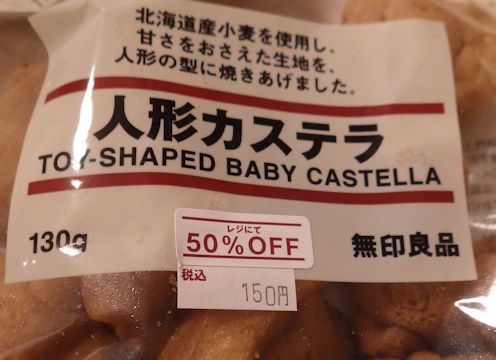 北海道産小麦を使用し、
甘さをおさえた生地を、
人形の型に焼きあげました。
人形カステラ
TOY-SHAPED BABY CASTELLA
130g
レジにて
50%OFF
無印良品
税込
150円